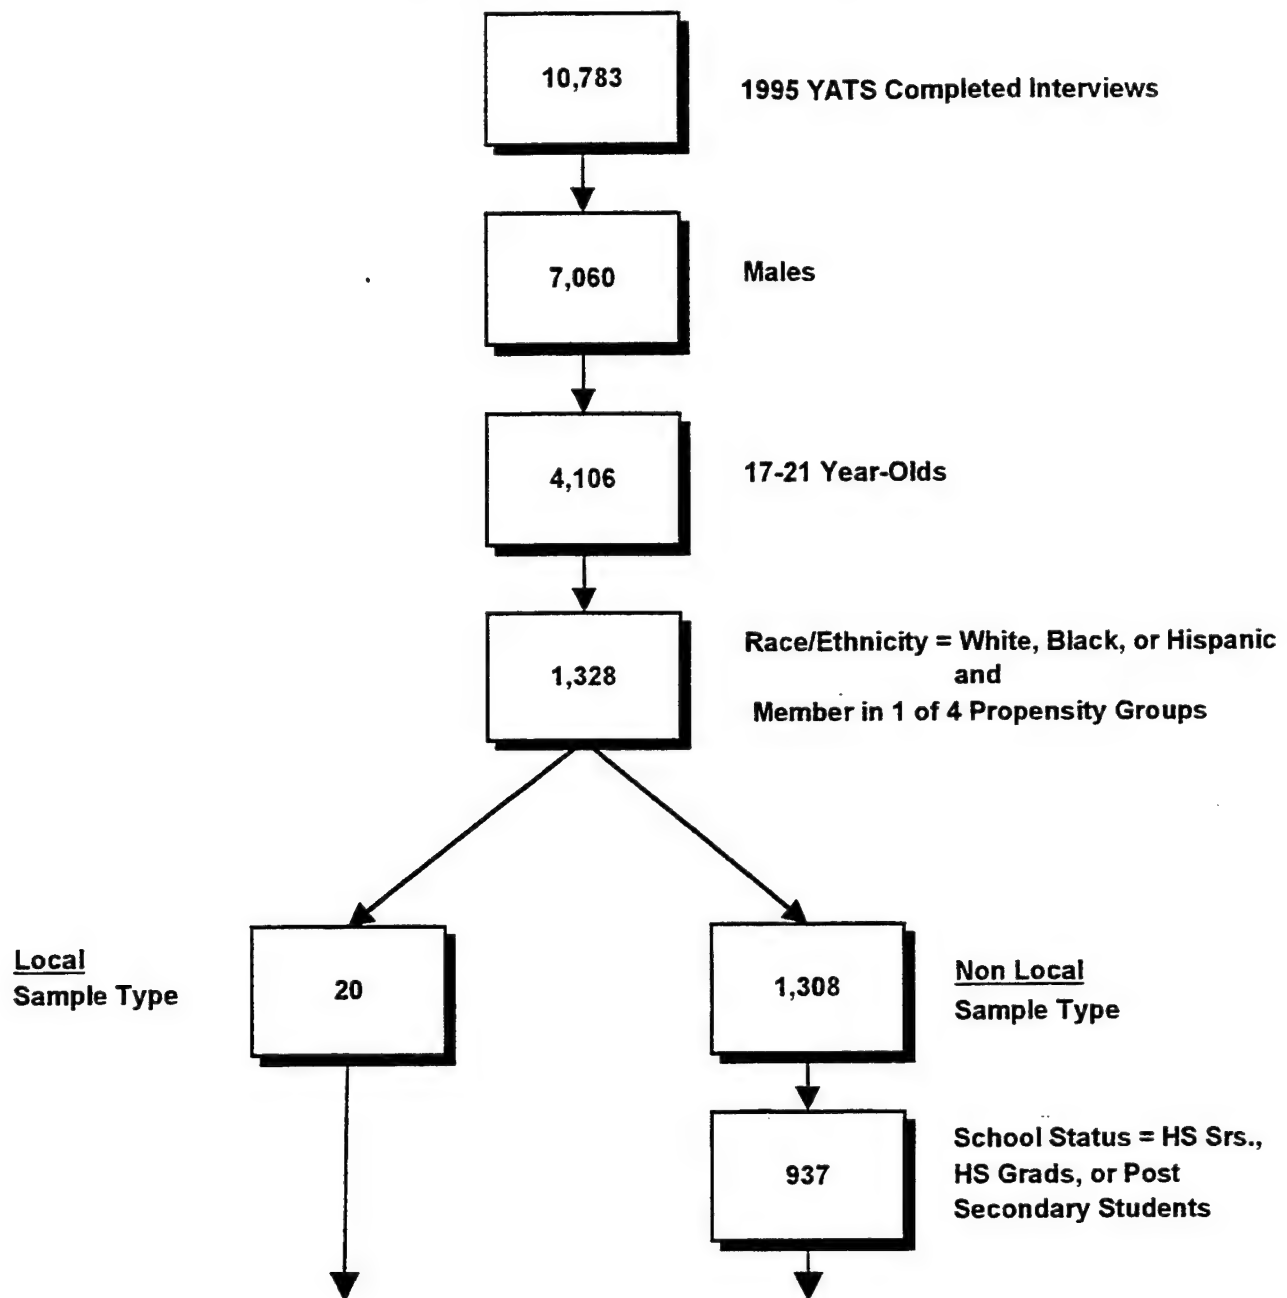 10,783
1995 YATS Completed Interviews
7,060
Males
4,106
17-21 Year-Olds
1,328
Race/Ethnicity = White, Black, or Hispanic
and
Member in 1 of 4 Propensity Groups
Local
Sample Type
20
1,308
Non Local
Sample Type
937
School Status = HS Srs.,
HS Grads, or Post
Secondary Students